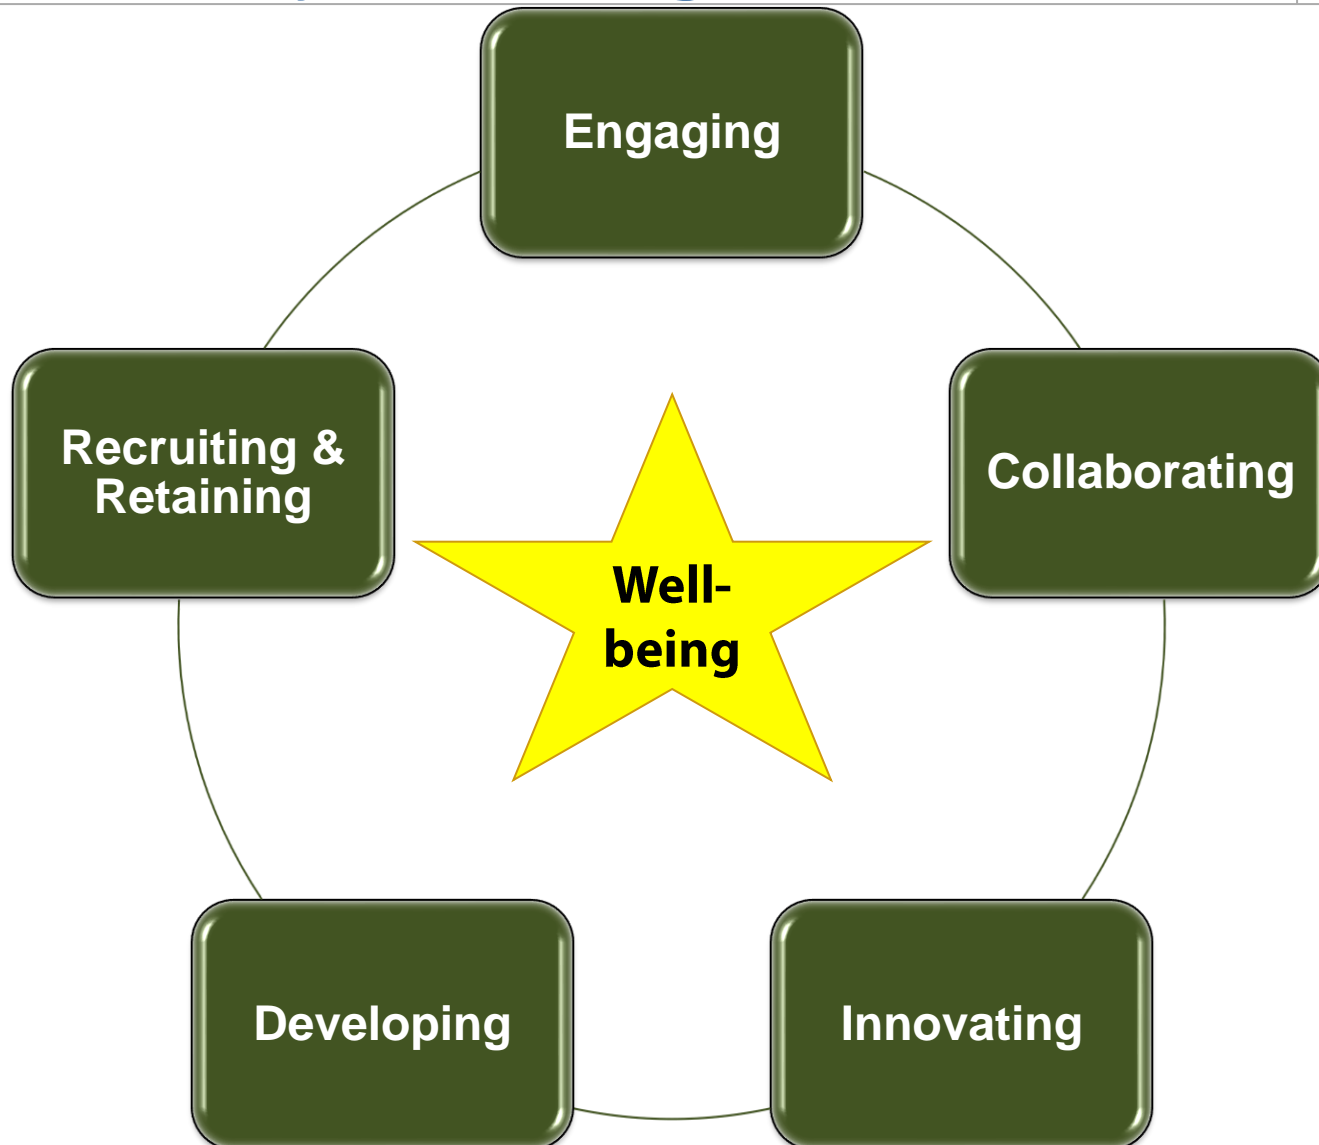 Engaging
Recruiting &
Retaining
Collaborating
Well-
being
Developing
Innovating